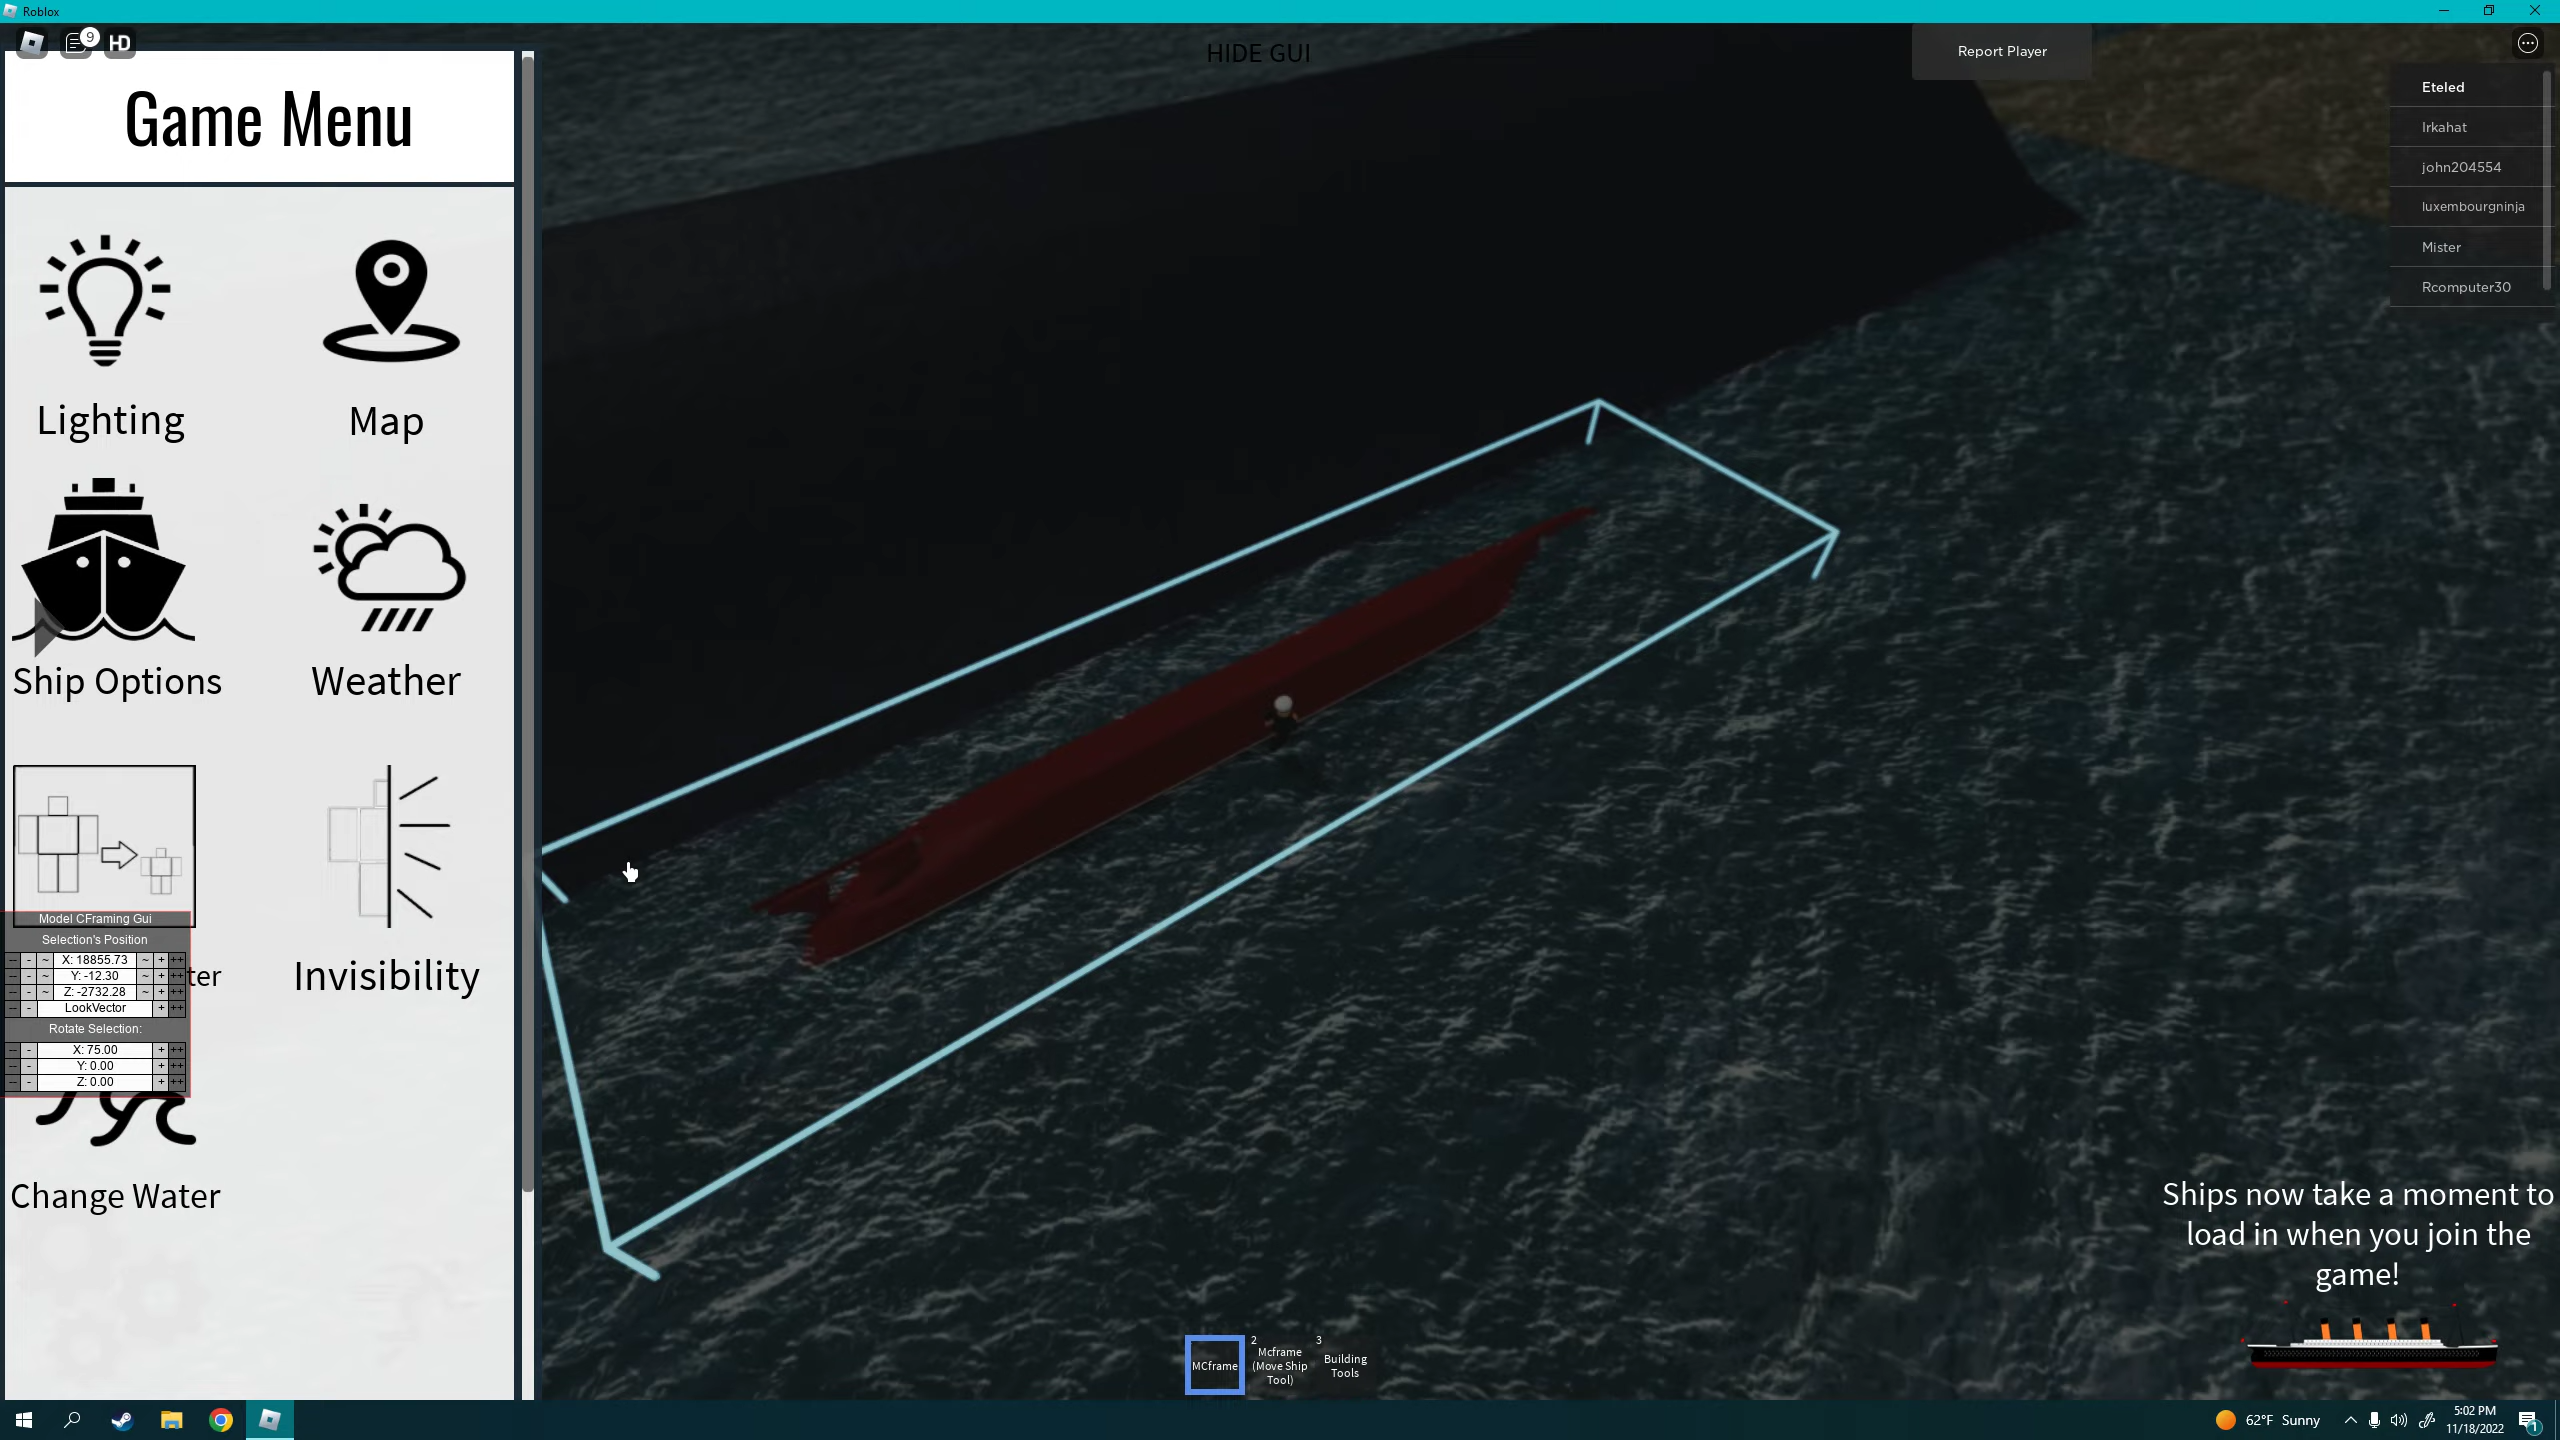 Roblox
9
HD
HIDE GUI
Report Player
Eteled
Irkahat
john204554
luxembourgninja
Mister
Rcomputer30
Game Menu
Lighting
Map
Ship Options
Weather
Model CFraming Gui
Selection's Position
-- - ~ X: 18855.73 ~ + ++
-- - ~ Y: -12.30 ~ + ++
-- - ~ Z: -2732.28 ~ + ++
-- - LookVector + ++
Rotate Selection:
-- - X: 75.00 + ++
-- - Y: 0.00 + ++
-- - Z: 0.00 + ++
ter
Invisibility
Change Water
Ships now take a moment to
load in when you join the
game!
MCframe
2
Mcframe
(Move Ship
Tool)
3
Building
Tools
62°F Sunny
5:02 PM
11/18/2022
1